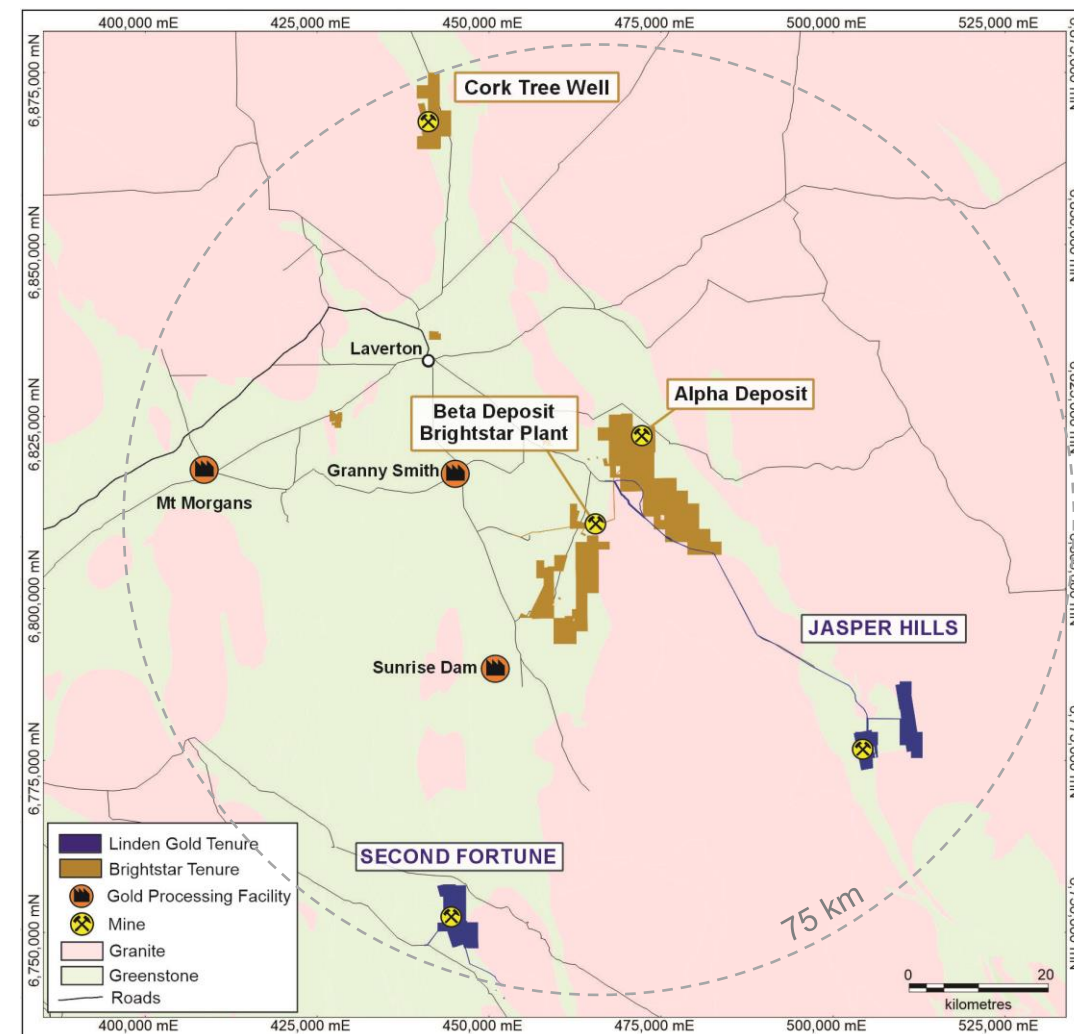 400,000 mE
425,000 mE
450,000 mE
475,000 mE
500,000 mE
525,000 mE
6,875,000 mN
6,850,000 mN
6,825,000 mN
6,800,000 mN
6,775,000 mN
6,750,000 mN
Cork Tree Well
Laverton
Alpha Deposit
Beta Deposit
Brightstar Plant
Granny Smith
Mt Morgans
JASPER HILLS
Sunrise Dam
SECOND FORTUNE
75 km
Linden Gold Tenure
Brightstar Tenure
Gold Processing Facility
Mine
Granite
Greenstone
Roads
0
20
kilometres
400,000 mE
425,000 mE
450,000 mE
475,000 mE
500,000 mE
525,000 mE